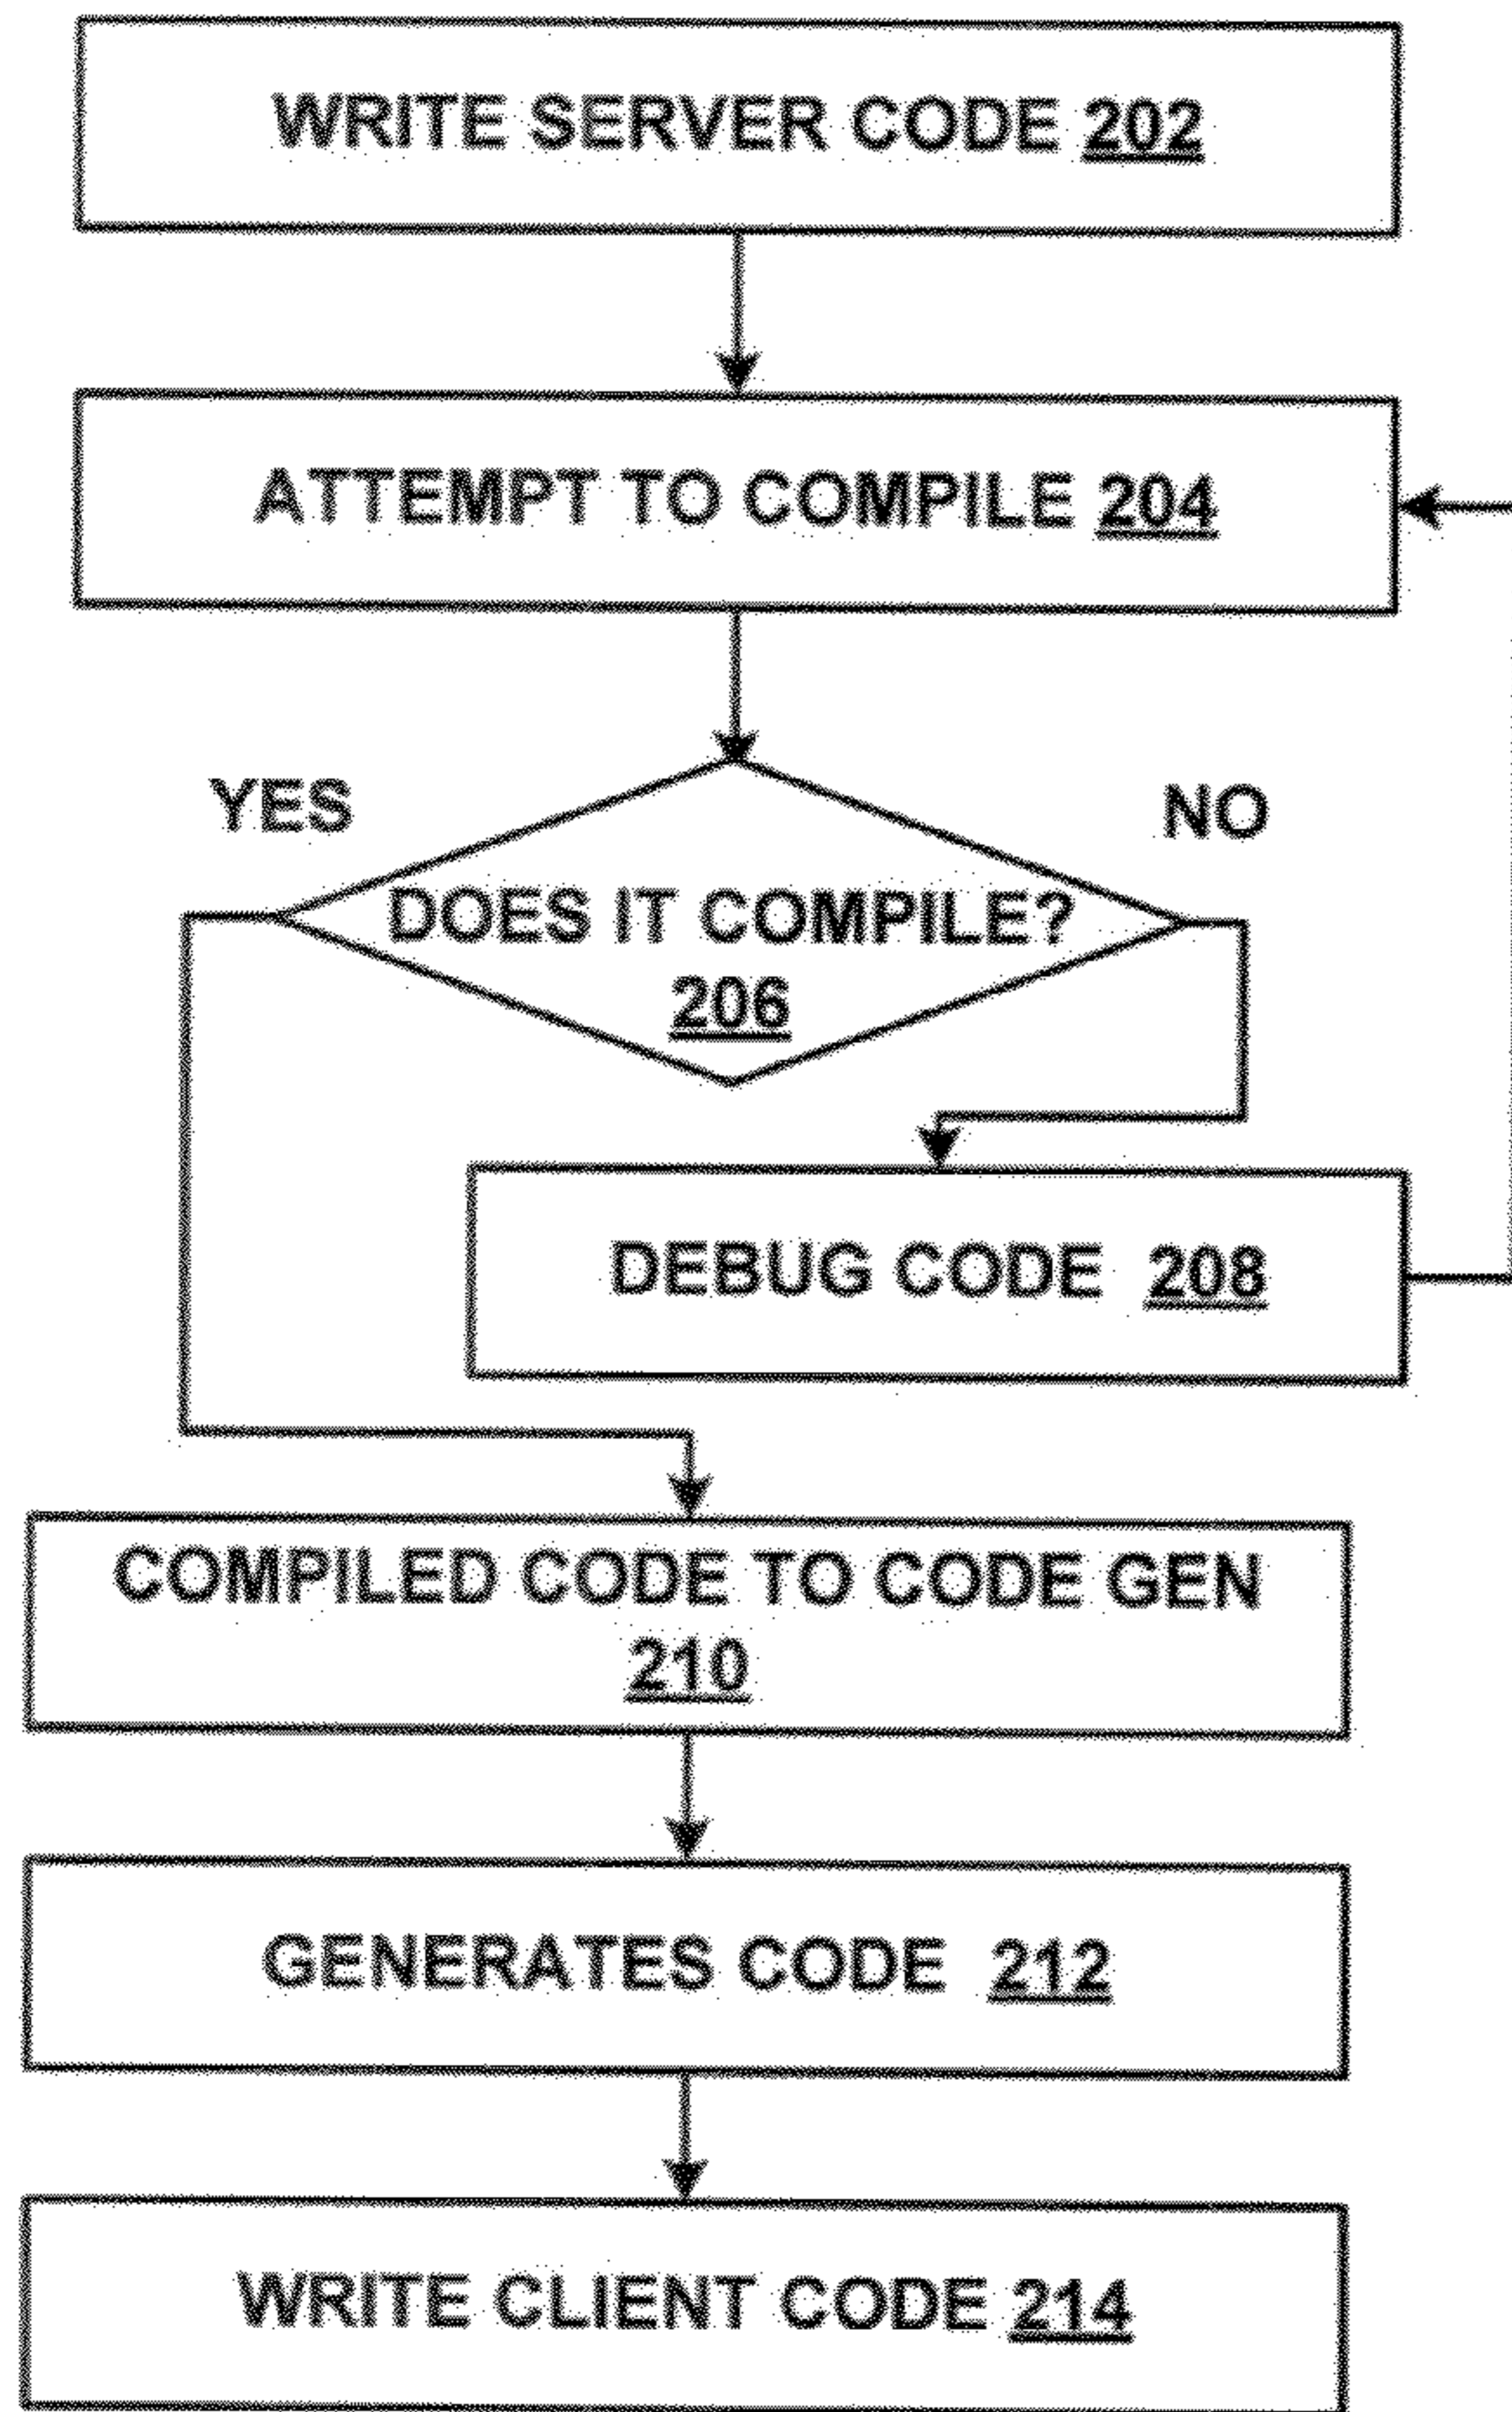 WRITE SERVER CODE 202
ATTEMPT TO COMPILE 204
YES
NO
DOES IT COMPILE?
206
DEBUG CODE 208
COMPILED CODE TO CODE GEN
210
GENERATES CODE 212
WRITE CLIENT CODE 214